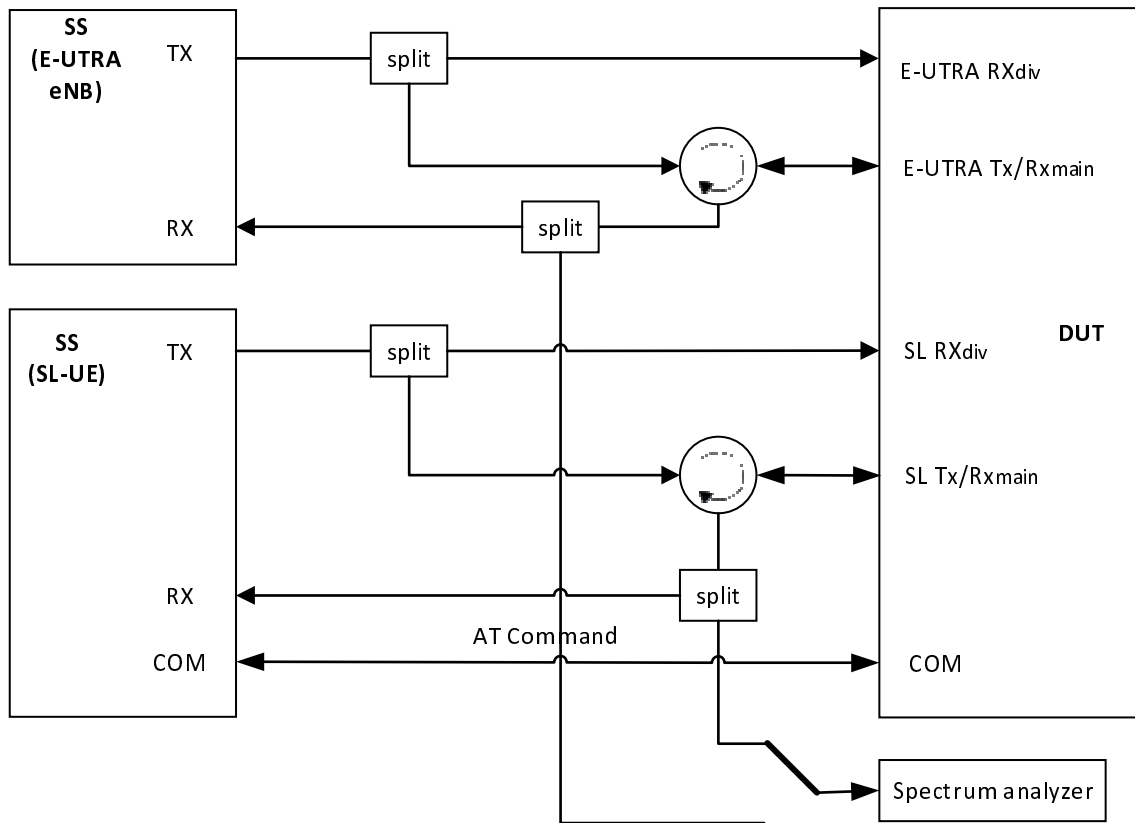 SS
(E-UTRA
eNB)
TX
split
E-UTRA RXdiv
E-UTRA Tx/Rxmain
RX
split
SS
(SL-UE)
TX
split
SL RXdiv
DUT
SL Tx/Rxmain
RX
split
AT Command
COM
COM
Spectrum analyzer